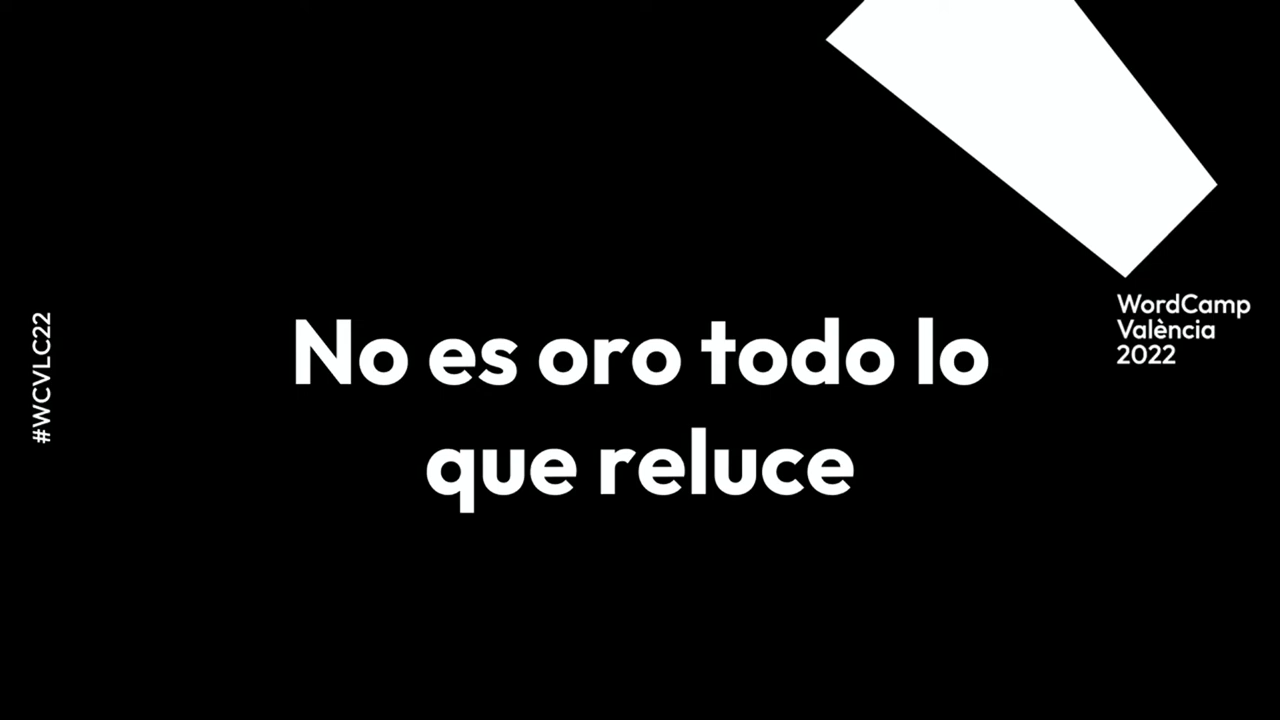 #WCVLC22
No es oro todo lo
que reluce
WordCamp
València
2022